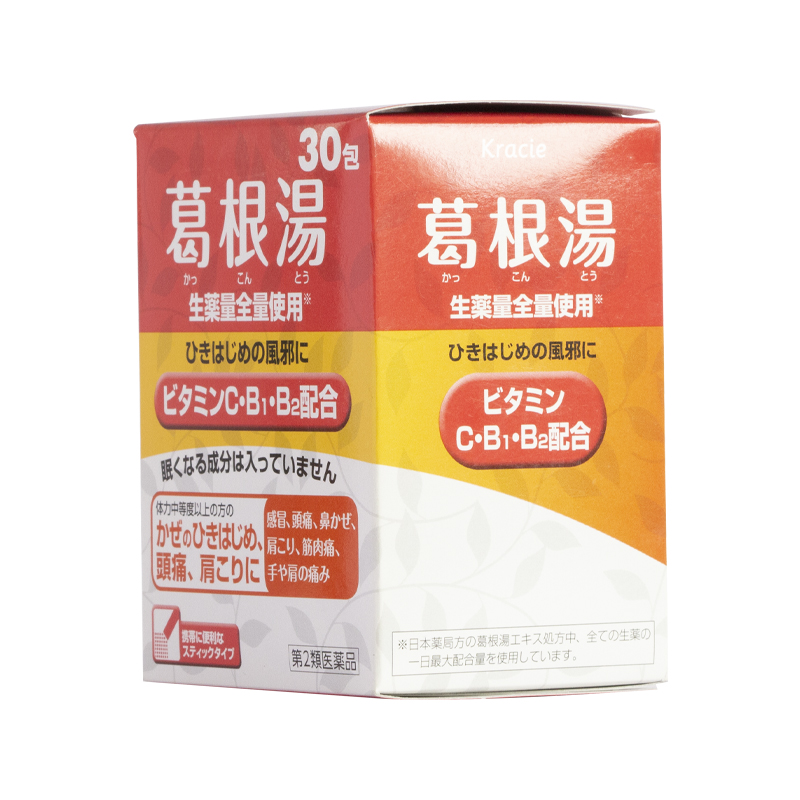 30包
葛根湯
かっ こん とう
生薬量全量使用※
ひきはじめの風邪に
ビタミンC・B1・B2配合
眠くなる成分は入っていません
体力中等度以上の方の
かぜのひきはじめ、
頭痛、肩こりに
感冒、頭痛、鼻かぜ、
肩こり、筋肉痛、
手や肩の痛み
携帯に便利な
スティックタイプ
第2類医薬品
Kracie
葛根湯
かっ こん とう
生薬量全量使用※
ひきはじめの風邪に
ビタミン
C・B1・B2配合
※日本薬局方の葛根湯エキス処方中、全ての生薬の
一日最大配合量を使用しています。